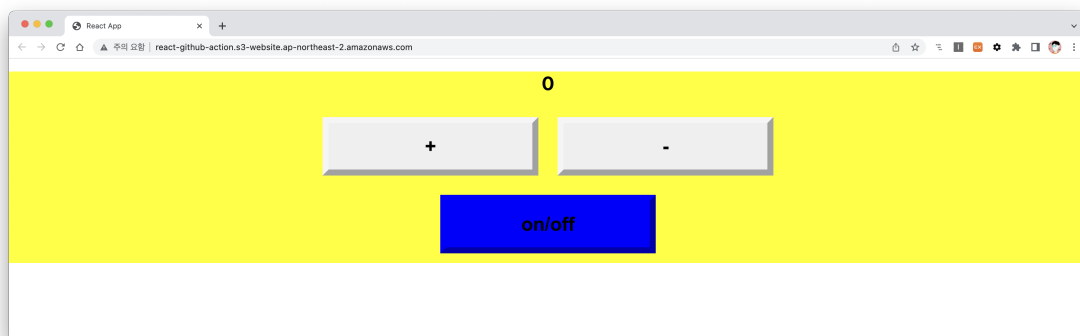 React App
주의 요함 react-github-action.s3-website.ap-northeast-2.amazonaws.com
0
+ -
on/off